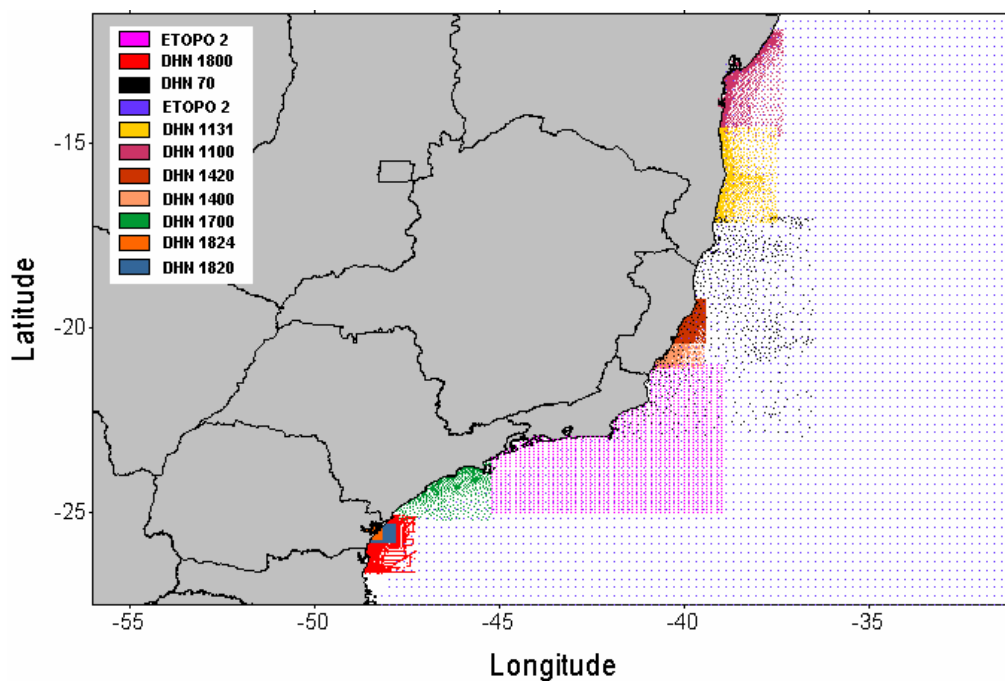 ETOPO 2
DHN 1800
DHN 70
ETOPO 2
DHN 1131
DHN 1100
DHN 1420
DHN 1400
DHN 1700
DHN 1824
DHN 1820
-15
-20
-25
Latitude
-55 -50 -45 -40 -35
Longitude